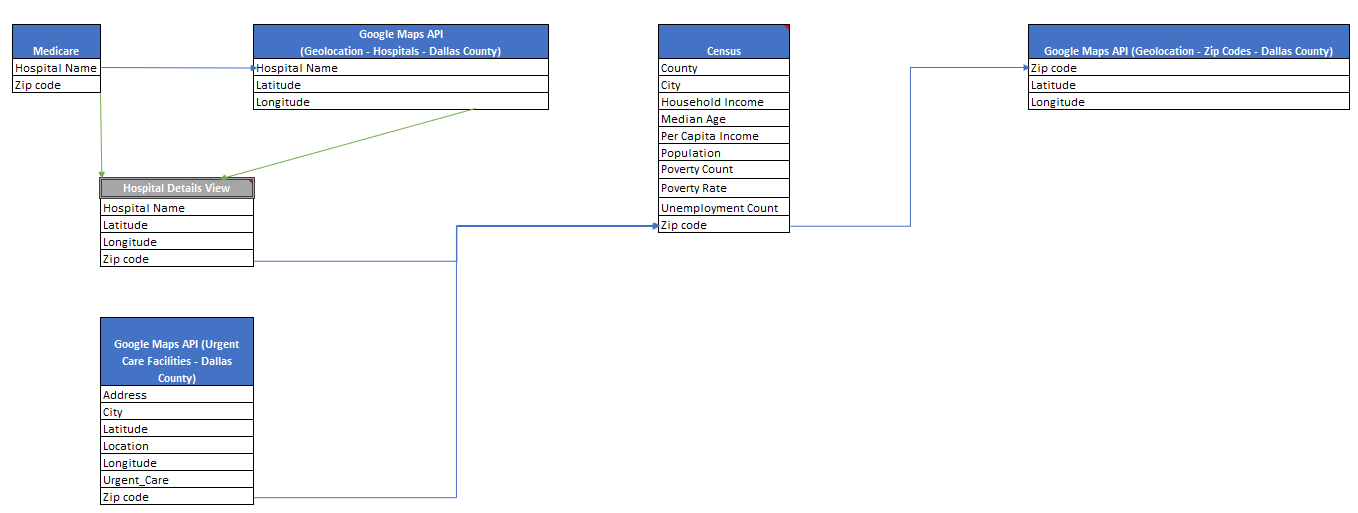 Medicare
Hospital Name
Zip code
Google Maps API
(Geolocation - Hospitals - Dallas County)
Hospital Name
Latitude
Longitude
Census
County
City
Household Income
Median Age
Per Capita Income
Population
Poverty Count
Poverty Rate
Unemployment Count
Zip code
Google Maps API (Geolocation - Zip Codes - Dallas County)
Zip code
Latitude
Longitude
Hospital Details View
Hospital Name
Latitude
Longitude
Zip code
Google Maps API (Urgent
Care Facilities - Dallas
County)
Address
City
Latitude
Location
Longitude
Urgent_Care
Zip code